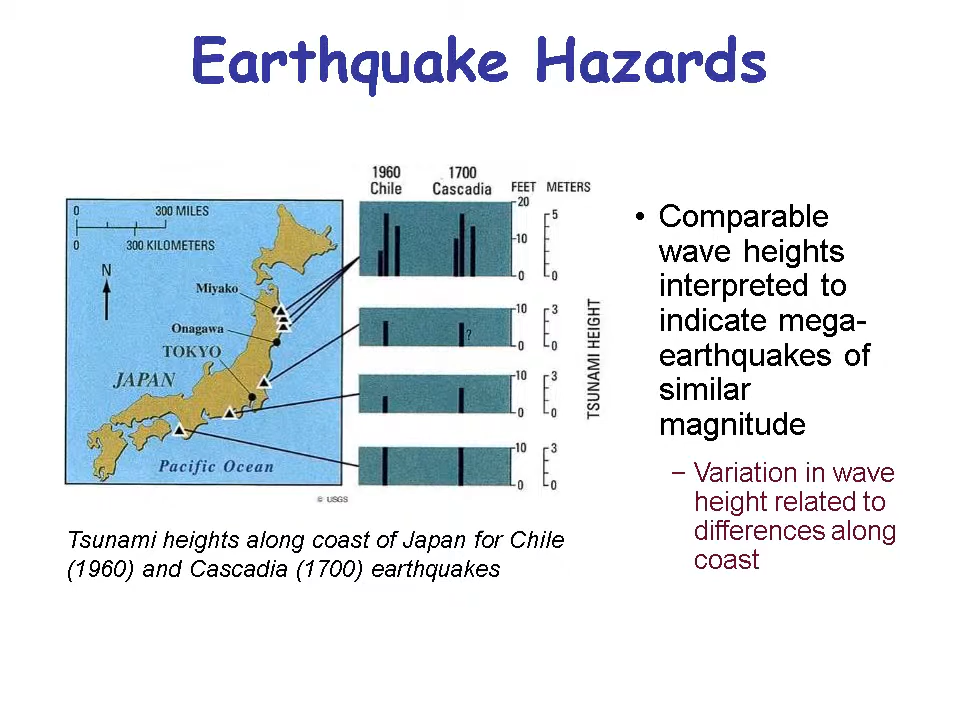 Earthquake Hazards
1960
Chile
1700
Cascadia
FEET METERS
0 300 MILES
0 300 KILOMETERS
N
Miyako
Onagawa
TOKYO
JAPAN
Pacific Ocean
20
10
0
5
0
10
0
3
0
?
10
0
3
0
10
0
3
0
TSUNAMI HEIGHT
© USGS
Tsunami heights along coast of Japan for Chile
(1960) and Cascadia (1700) earthquakes
• Comparable
wave heights
interpreted to
indicate mega-
earthquakes of
similar
magnitude
– Variation in wave
height related to
differences along
coast